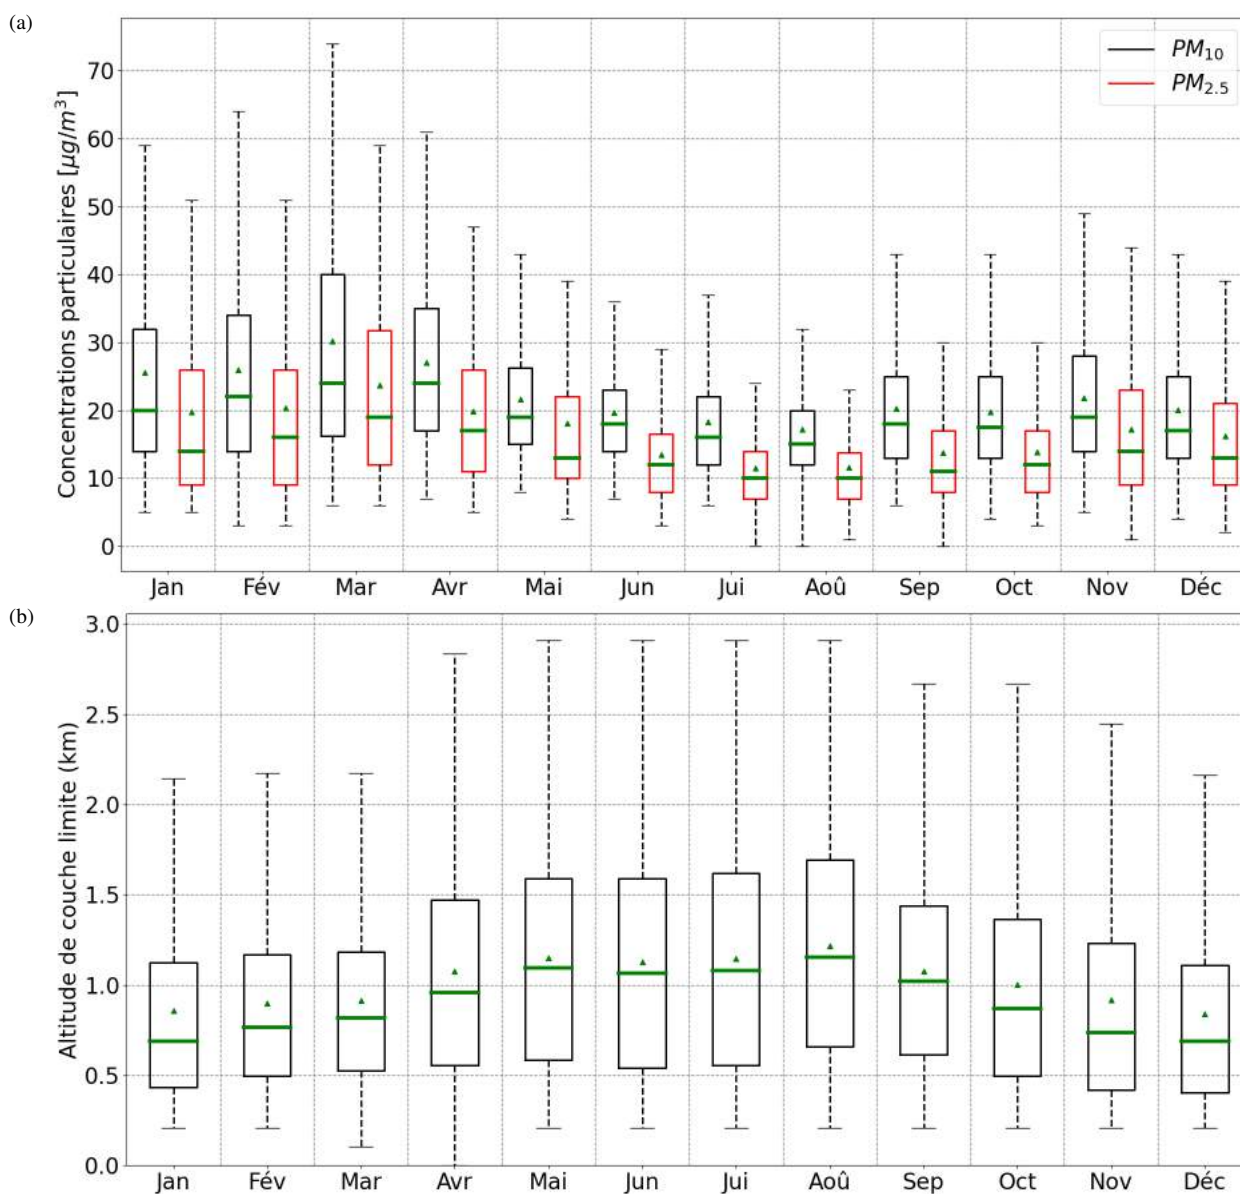 (a)
PM10
PM2.5
Concentrations particulaires [µg/m³]
70
60
50
40
30
20
10
0
Jan Fév Mar Avr Mai Jun Jui Aoû Sep Oct Nov Déc
(b)
Altitude de couche limite (km)
3.0
2.5
2.0
1.5
1.0
0.5
0.0
Jan Fév Mar Avr Mai Jun Jui Aoû Sep Oct Nov Déc